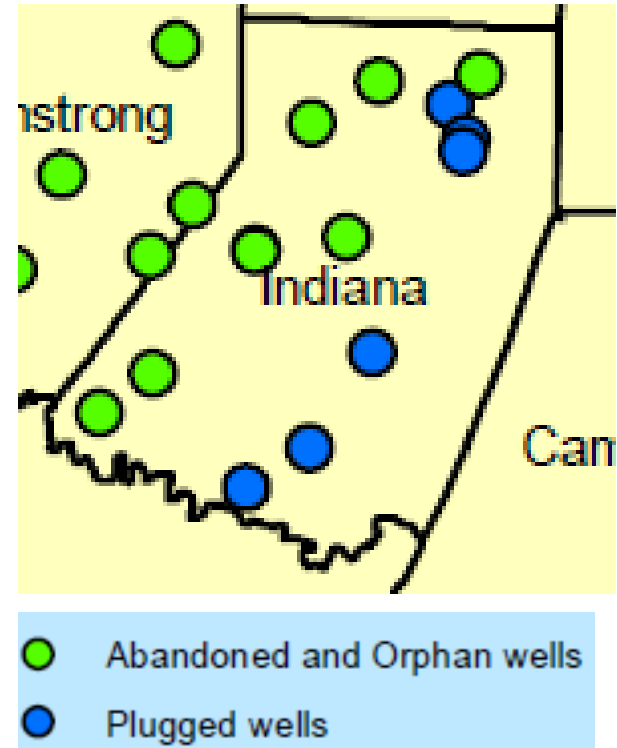 nstrong
Indiana
Cam
Abandoned and Orphan wells
Plugged wells